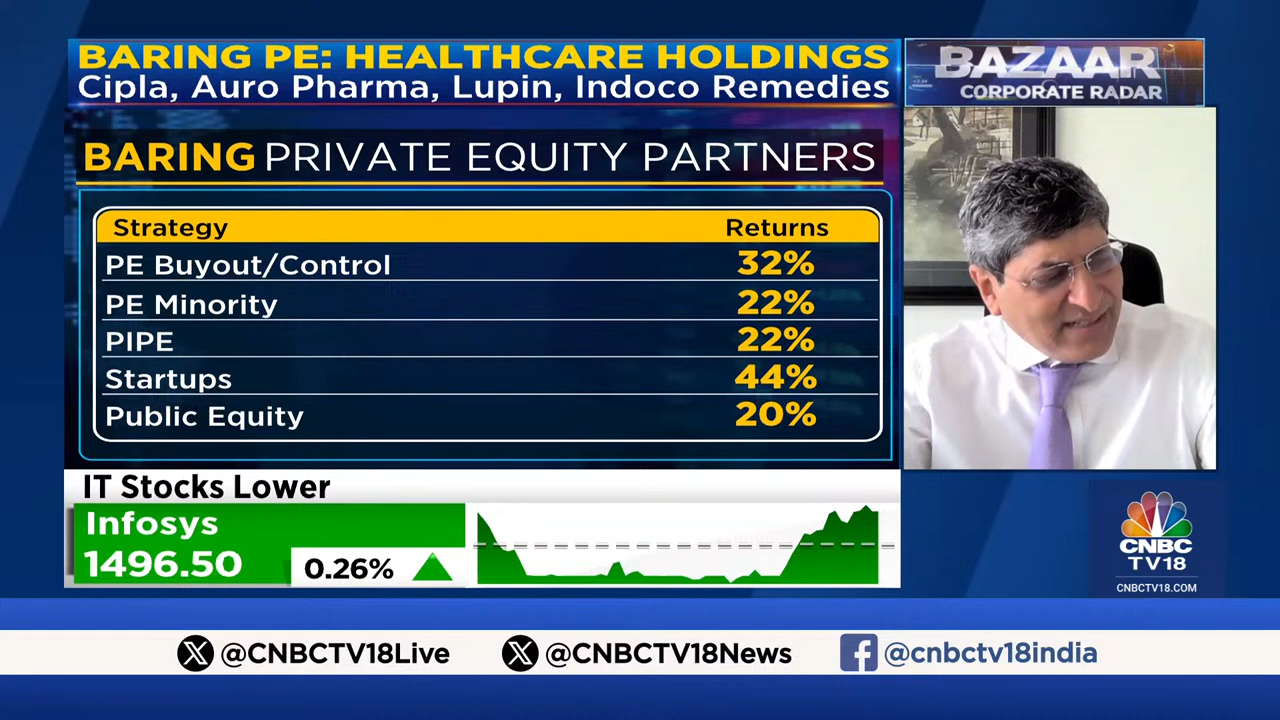 BARING PE: HEALTHCARE HOLDINGS
Cipla, Auro Pharma, Lupin, Indoco Remedies
BAZAAR
CORPORATE RADAR
BARING PRIVATE EQUITY PARTNERS
Strategy Returns
PE Buyout/Control 32%
PE Minority 22%
PIPE 22%
Startups 44%
Public Equity 20%
IT Stocks Lower
Infosys
1496.50 0.26%
CNBC
TV18
CNBCTV18.COM
@CNBCTV18Live @CNBCTV18News @cnbctv18india